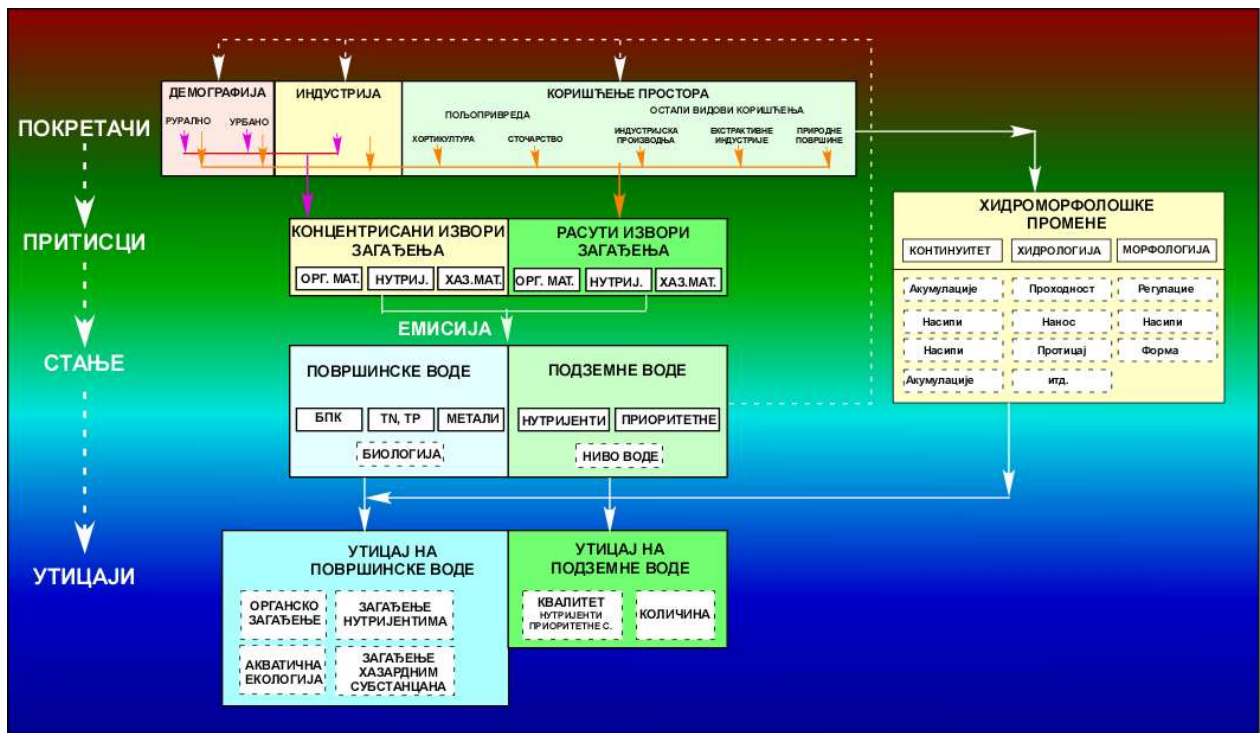 ПОКРЕТАЧИ
ПРИТИСЦИ
СТАЊЕ
УТИЦАЈИ
ДЕМОГРАФИЈА
РУРАЛНО
УРБАНО
ИНДУСТРИЈА
КОРИШЋЕЊЕ ПРОСТОРА
ПОЉОПРИВРЕДА
ОСТАЛИ ВИДОВИ КОРИШЋЕЊА
ХОРТИКУЛТУРА
СТОЧАРСТВО
ИНДУСТРИЈСКА
ПРОИЗВОДЊА
ЕКСТРАКТИВНЕ
ИНДУСТРИЈЕ
ПРИРОДНЕ
ПОВРШИНЕ
КОНЦЕНТРИСАНИ ИЗВОРИ
ЗАГАЂЕЊА
ОРГ. МАТ.
НУТРИЈ.
ХАЗ.МАТ.
РАСУТИ ИЗВОРИ
ЗАГАЂЕЊА
ОРГ. МАТ.
НУТРИЈ.
ХАЗ.МАТ.
ХИДРОМОРФОЛОШКЕ
ПРОМЕНЕ
КОНТИНУИТЕТ
ХИДРОЛОГИЈА
МОРФОЛОГИЈА
Акумулације
Проходност
Регулације
Насипи
Нанос
Насипи
Насипи
Протицај
Форма
Акумулације
итд.
ЕМИСИЈА
ПОВРШИНСКЕ ВОДЕ
БПК
TN, TP
МЕТАЛИ
БИОЛОГИЈА
ПОДЗЕМНЕ ВОДЕ
НУТРИЈЕНТИ
ПРИОРИТЕТНЕ
НИВО ВОДЕ
УТИЦАЈ НА
ПОВРШИНСКЕ ВОДЕ
ОРГАНСКО
ЗАГАЂЕЊЕ
ЗАГАЂЕЊЕ
НУТРИЈЕНТИМА
АКВАТИЧНА
ЕКОЛОГИЈА
ЗАГАЂЕЊЕ
ХАЗАРДНИМ
СУБСТАНЦАНА
УТИЦАЈ НА
ПОДЗЕМНЕ ВОДЕ
КВАЛИТЕТ
НУТРИЈЕНТИ
ПРИОРИТЕТНЕ С.
КОЛИЧИНА